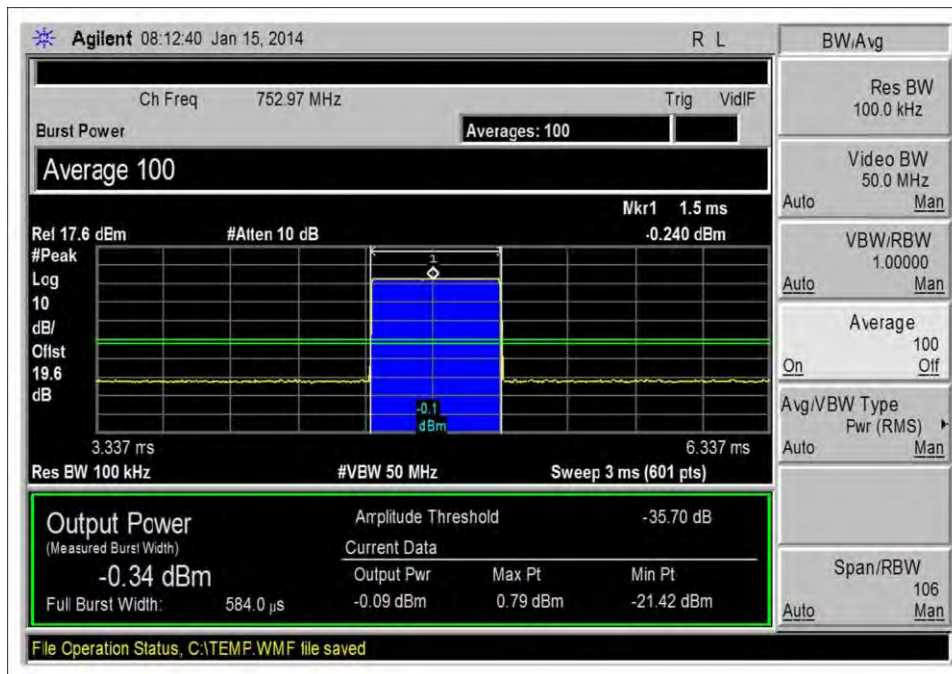 Agilent 08:12:40 Jan 15, 2014 R L
BW/Avg
Ch Freq 752.97 MHz Trig VidIF
Burst Power Averages: 100
Average 100
Mkr1 1.5 ms
Ref 17.6 dBm #Atten 10 dB -0.240 dBm
#Peak
Log
10
dB/
Offst
19.6
dB
1
-0.1
dBm
3.337 ms 6.337 ms
Res BW 100 kHz #VBW 50 MHz Sweep 3 ms (601 pts)
Output Power
(Measured Burst Width)
-0.34 dBm
Full Burst Width: 584.0 µs
Amplitude Threshold -35.70 dB
Current Data
Output Pwr Max Pt Min Pt
-0.09 dBm 0.79 dBm -21.42 dBm
File Operation Status, C:\TEMP.WMF file saved
Res BW
100.0 kHz
Video BW
50.0 MHz
Auto Man
VBW/RBW
1.00000
Auto Man
Average
100
On Off
Avg/VBW Type
Pwr (RMS)
Auto Man
Span/RBW
106
Auto Man